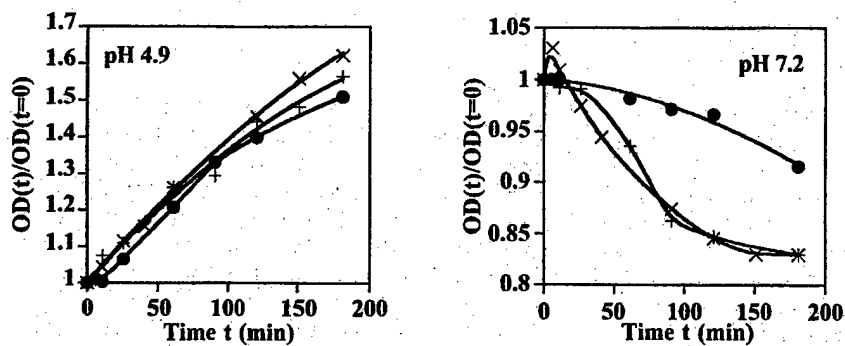 1.7
pH 4.9
1.6
1.5
1.4
1.3
1.2
1.1
1
OD(t)/OD(t=0)
0 50 100 150 200
Time t (min)
1.05
pH 7.2
1
0.95
0.9
0.85
0.8
OD(t)/OD(t=0)
0 50 100 150 200
Time t (min)